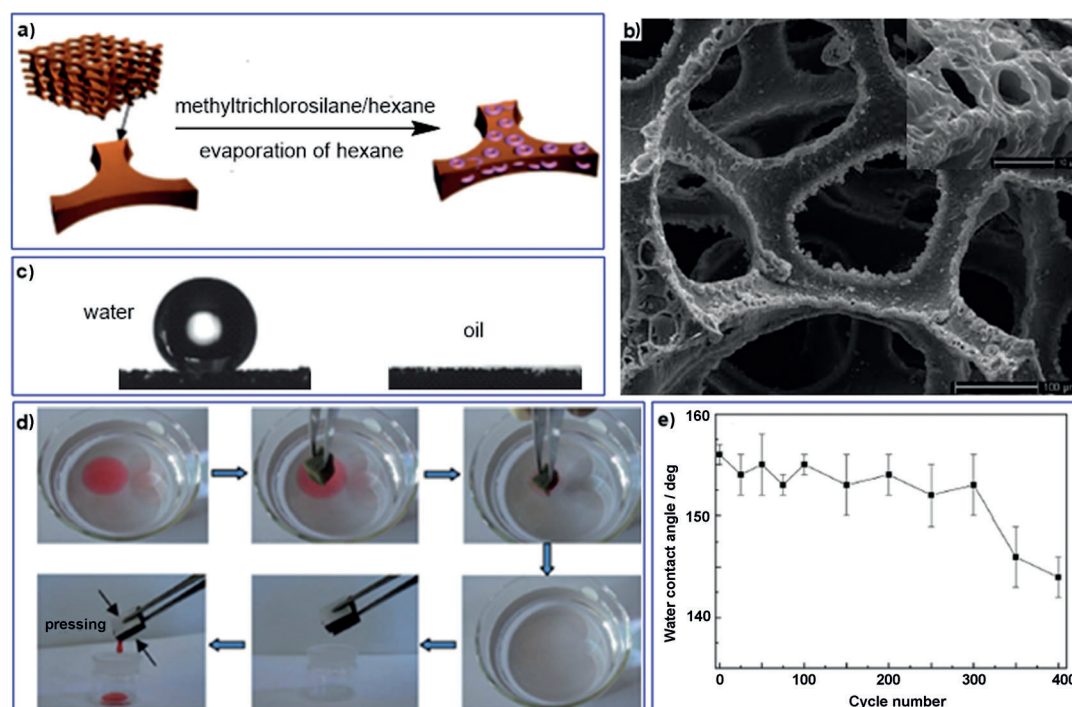 a)
methyltrichlorosilane/hexane
evaporation of hexane
b)
100 μm
c)
water
oil
d)
pressing
e)
160
150
140
Water contact angle / deg
0
100
200
300
400
Cycle number